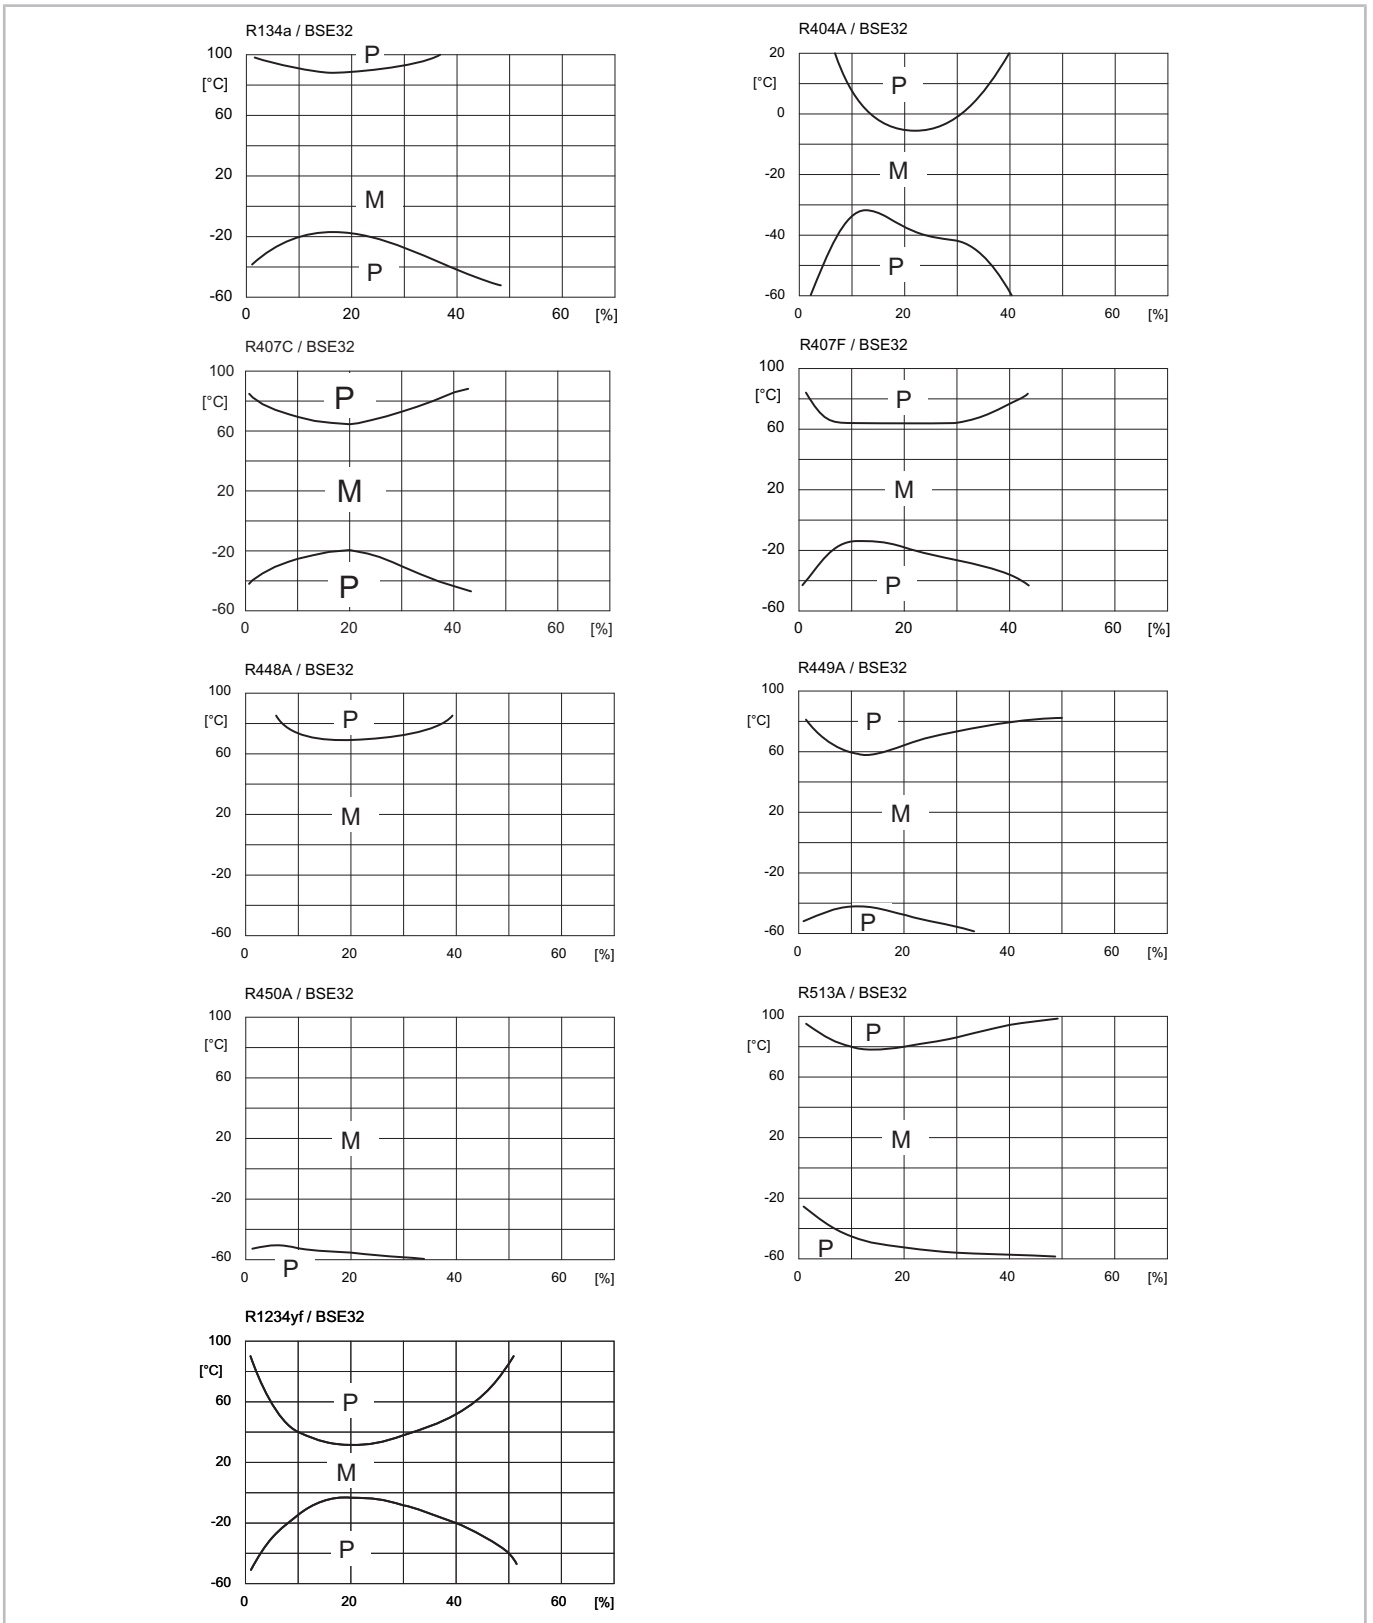 R134a / BSE32
100
[°C]
60
20
-20
-60
P
M
P
0 20 40 60 [%]
R404A / BSE32
20
[°C]
0
-20
-40
-60
P
M
P
0 20 40 60 [%]
R407C / BSE32
100
[°C]
60
20
-20
-60
P
M
P
0 20 40 60 [%]
R407F / BSE32
100
[°C]
60
20
-20
-60
P
M
P
0 20 40 60 [%]
R448A / BSE32
100
[°C]
60
20
-20
-60
P
M
0 20 40 60 [%]
R449A / BSE32
100
[°C]
60
20
-20
-60
P
M
P
0 20 40 60 [%]
R450A / BSE32
100
[°C]
60
20
-20
-60
M
P
0 20 40 60 [%]
R513A / BSE32
100
[°C]
60
20
-20
-60
P
M
P
0 20 40 60 [%]
R1234yf / BSE32
100
[°C]
60
20
-20
-60
P
M
P
0 20 40 60 [%]